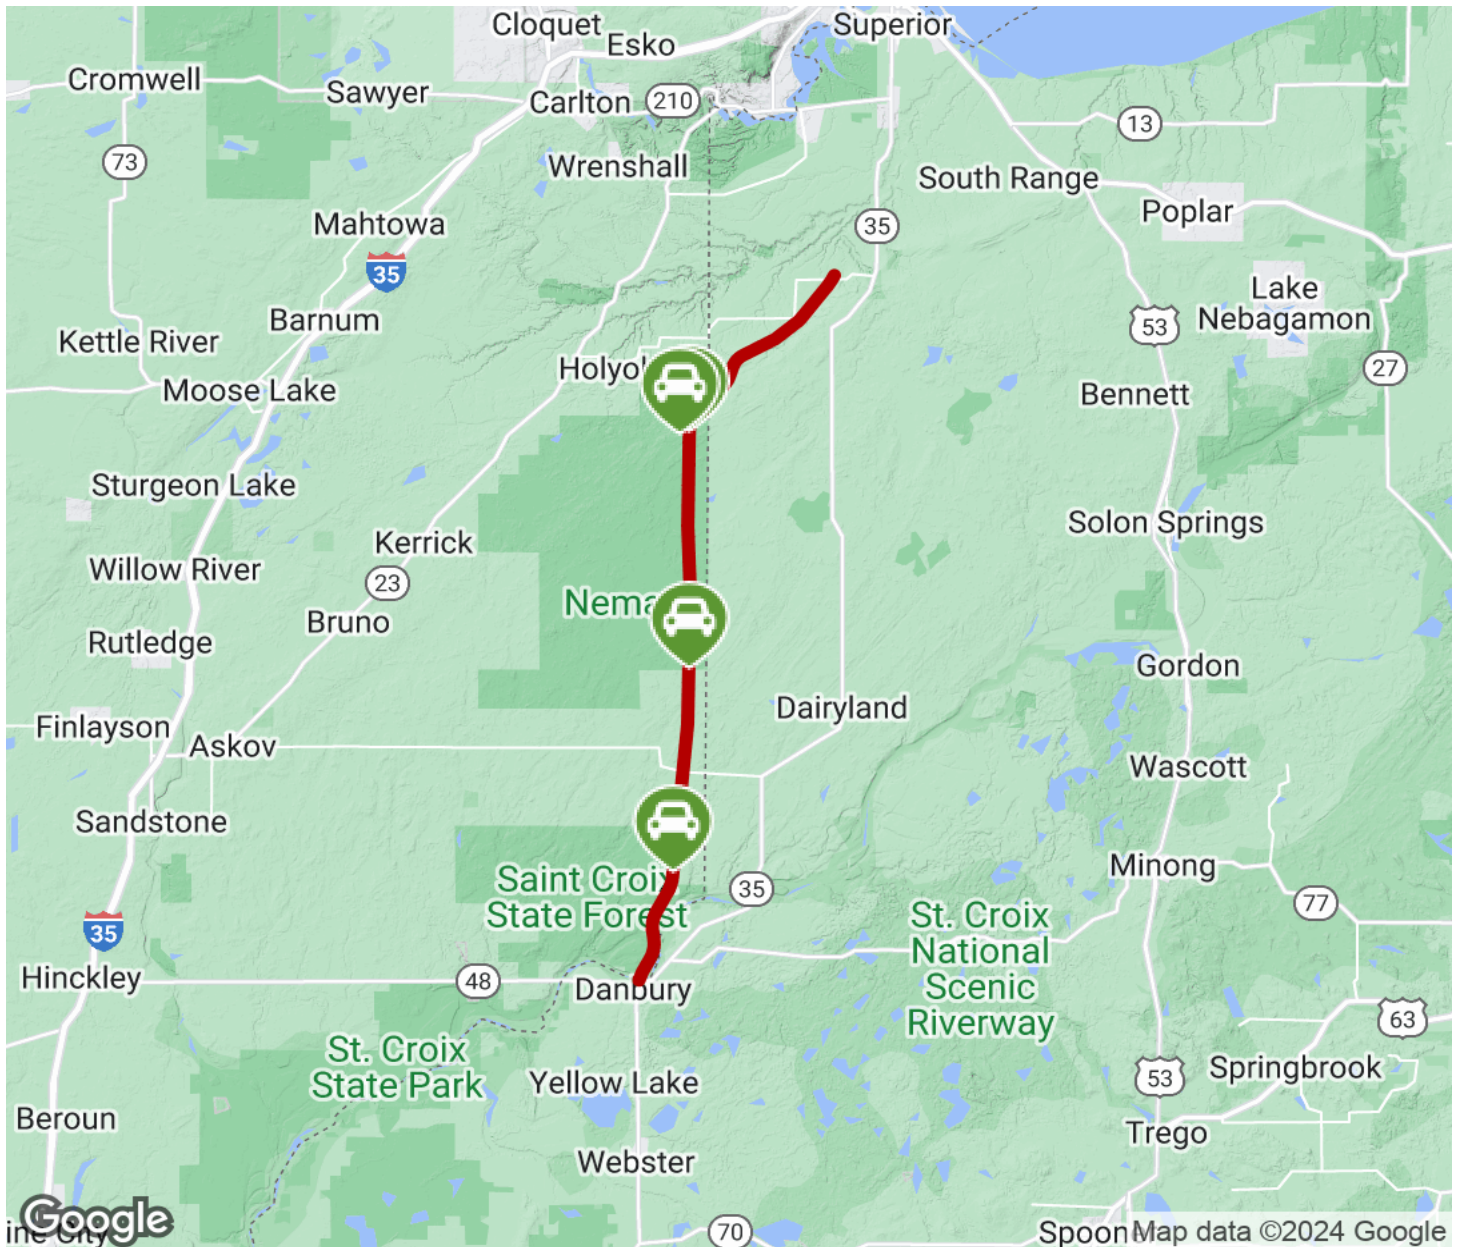 Cloquet
Superior
Esko
Cromwell
Sawyer
Carlton
210
13
73
Wrenshall
South Range
Poplar
Mahtowa
35
35
Lake
Nebagamon
Barnum
53
Kettle River
Holyo
27
Moose Lake
Bennett
Sturgeon Lake
Solon Springs
Kerrick
Willow River
23
Nema
Bruno
Rutledge
Gordon
Dairyland
Finlayson
Askov
Wascott
Sandstone
Minong
Saint Croix
State Forest
35
77
St. Croix
National
Scenic
Riverway
35
Hinckley
48
Danbury
63
St. Croix
State Park
Yellow Lake
53
Springbrook
Beroun
Trego
Webster
Google
ine City
70
Spoone
Map data ©2024 Google